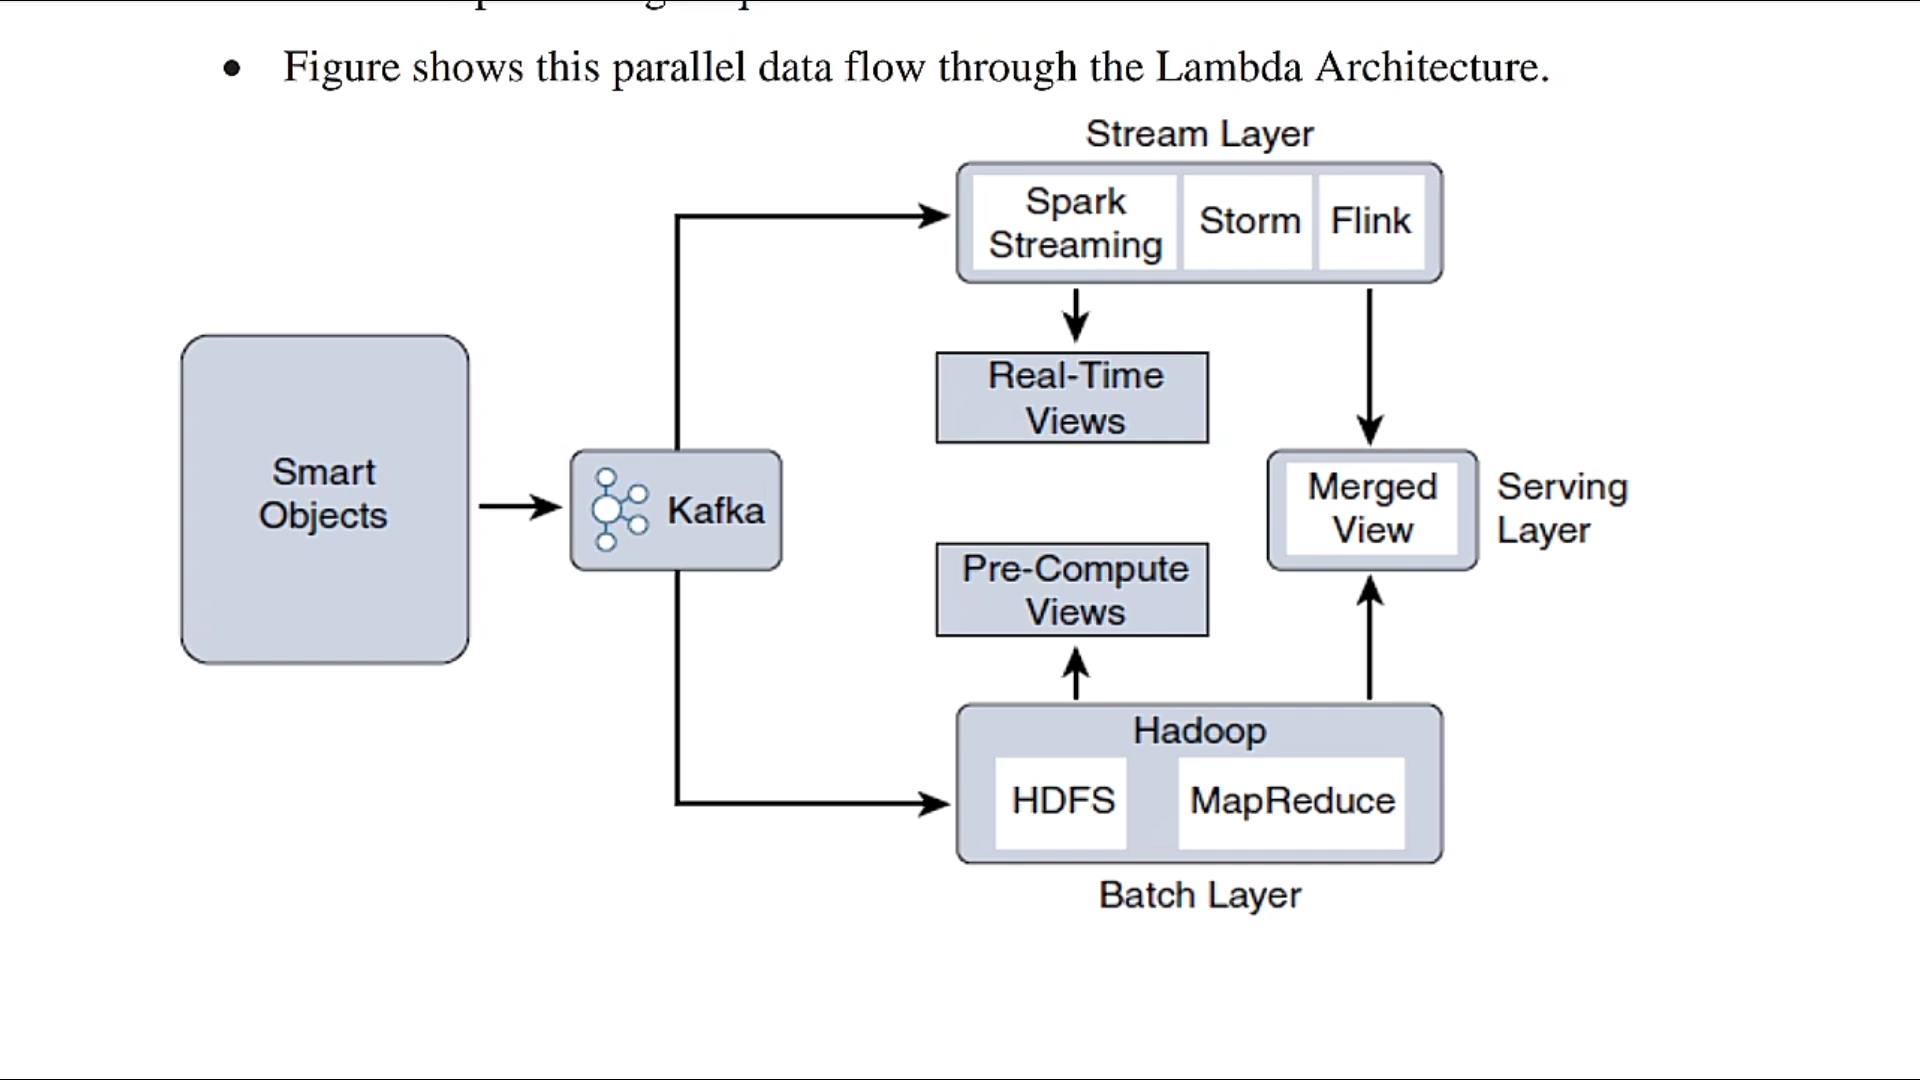 • Figure shows this parallel data flow through the Lambda Architecture.
Stream Layer
Spark
Streaming
Storm
Flink
Real-Time
Views
Smart
Objects
Kafka
Merged
View
Serving
Layer
Pre-Compute
Views
Hadoop
HDFS
MapReduce
Batch Layer